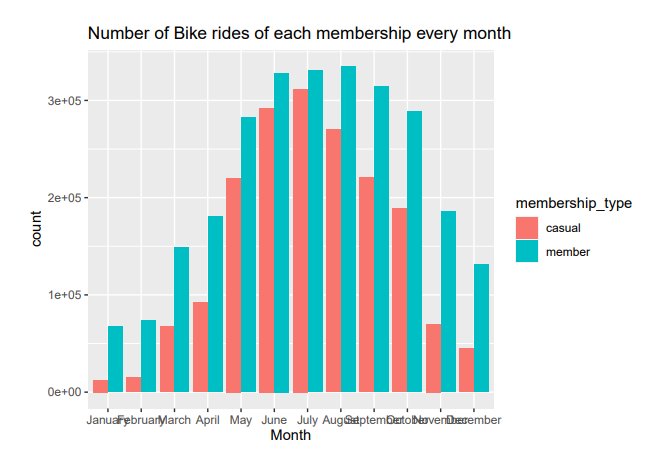 Number of Bike rides of each membership every month
3e+05
2e+05
1e+05
0e+00
count
January February March April May June July August September October November December
Month
membership_type
casual
member